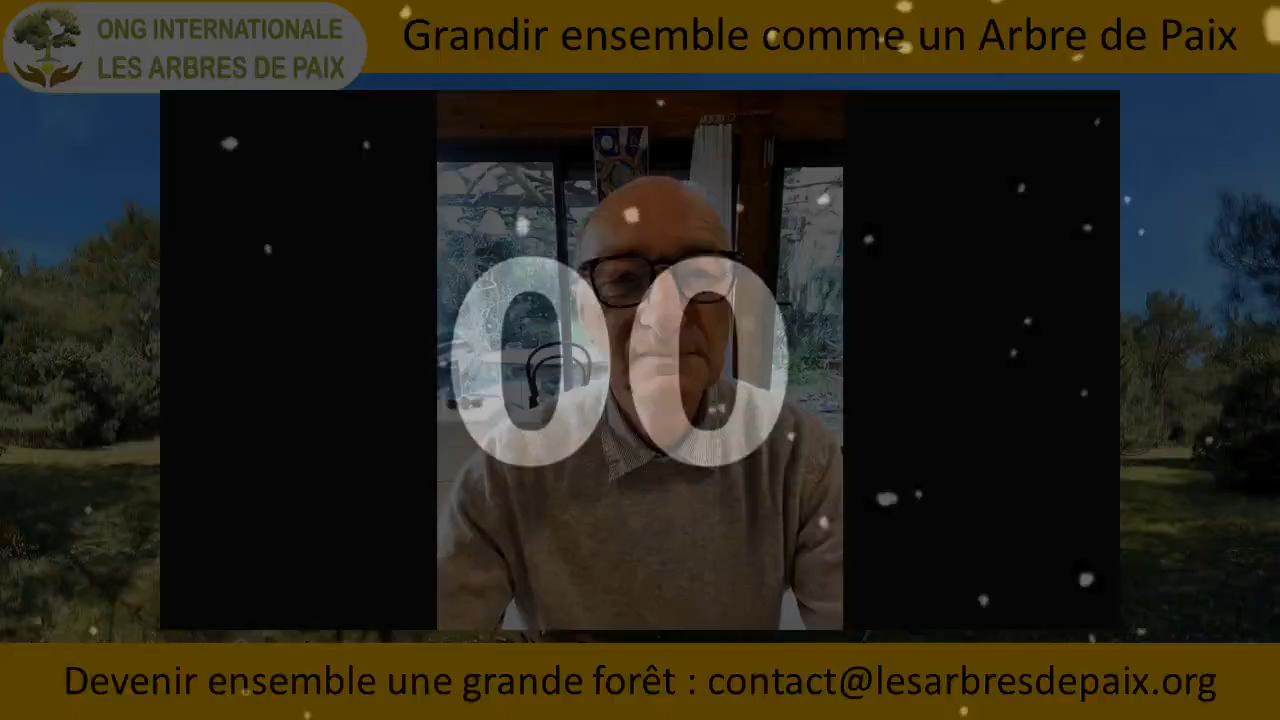 ONG INTERNATIONALE
LES ARBRES DE PAIX
Grandir ensemble comme un Arbre de Paix
00
Devenir ensemble une grande forêt : contact@lesarbresdepaix.org